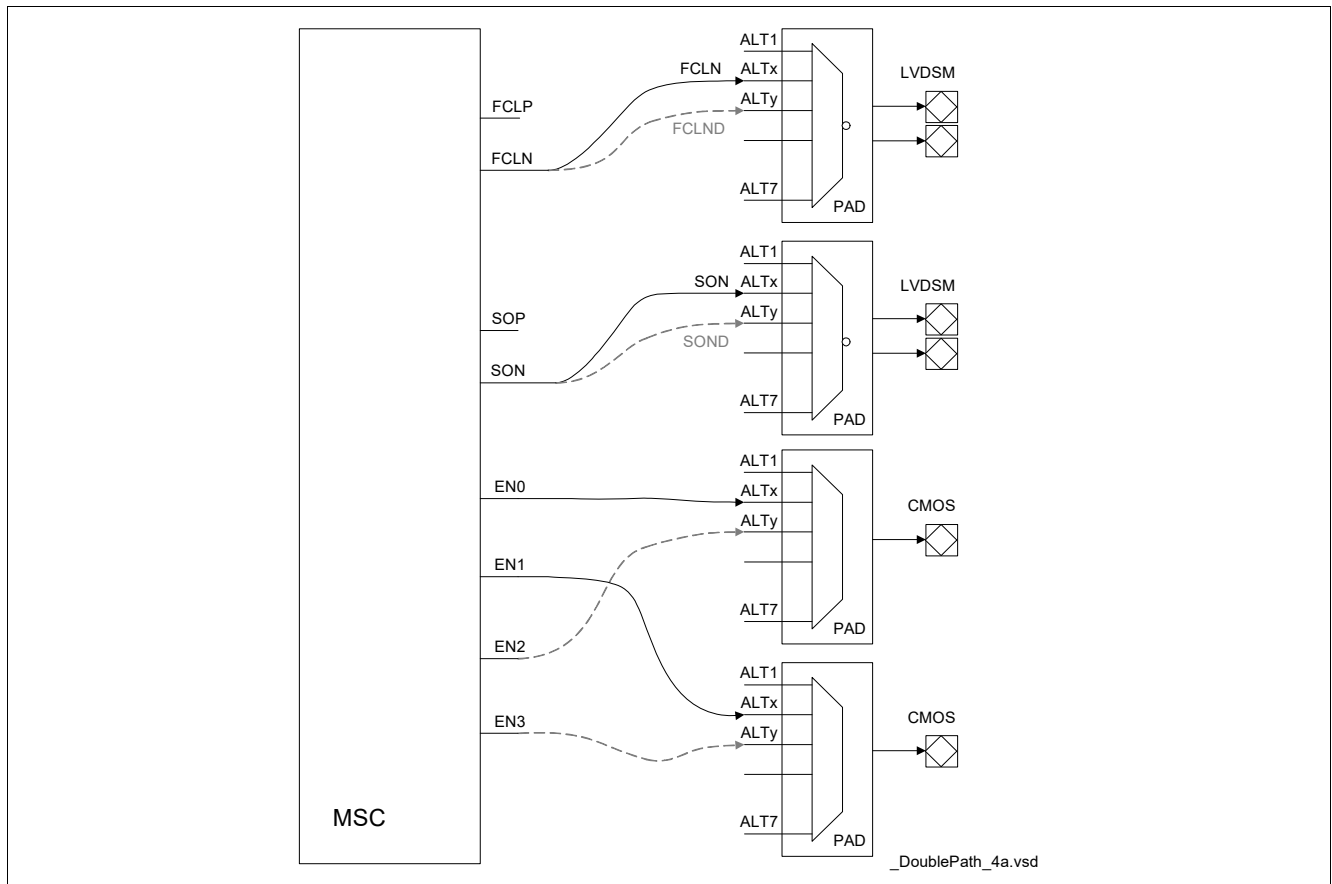 ALT1
FCLN
ALTx
LVDSM
ALTy
FCLP
FCLND
FCLN
ALT7
PAD
ALT1
SON
ALTx
LVDSM
ALTy
SOP
SOND
SON
ALT7
PAD
ALT1
EN0
ALTx
CMOS
ALTy
EN1
ALT7
PAD
EN2
ALT1
ALTx
EN3
CMOS
ALTy
MSC
ALT7
PAD
_DoublePath_4a.vsd